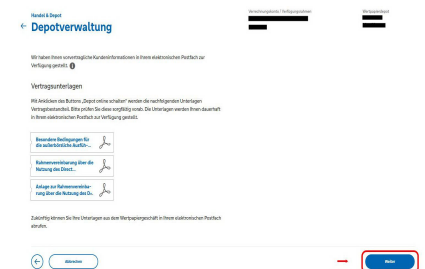 Handel & Depot
Verrechnungskonto / Verfügungsrahmen
Wertpapierdepot
← Depotverwaltung
Wir haben Ihnen vorvertragliche Kundeninformationen in Ihrem elektronischen Postfach zur
Verfügung gestellt.
Vertragsunterlagen
Mit Anklicken des Buttons „Depot online schalten" werden die nachfolgenden Unterlagen
Vertragsbestandteil. Bitte prüfen Sie diese sorgfältig vorab. Die Unterlagen werden Ihnen dauerhaft
in Ihrem elektronischen Postfach zur Verfügung gestellt.
Besondere Bedingungen für
die außerbörsliche Ausfüh-...
Rahmenvereinbarung über die
Nutzung des Direct...
Anlage zur Rahmenvereinba-
rung über die Nutzung des D...
Zukünftig können Sie Ihre Unterlagen aus dem Wertpapiergeschäft in Ihrem elektronischen Postfach
abrufen.
Abbrechen
Weiter